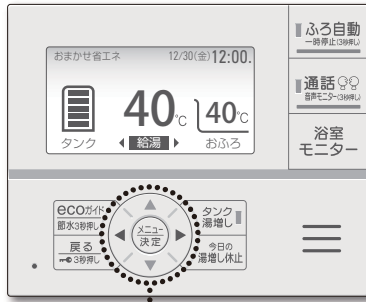 おまかせ省エネ 12/30(金)12:00.
40℃ 40℃
タンク 給湯 おふろ
ふろ自動
一時停止(3秒押し)
通話
音声モニター(3秒押し)
浴室
モニター
ecoガイド
節水3秒押し
戻る
3秒押し
メニュー
決定
タンク
湯増し
今日の
湯増し休止